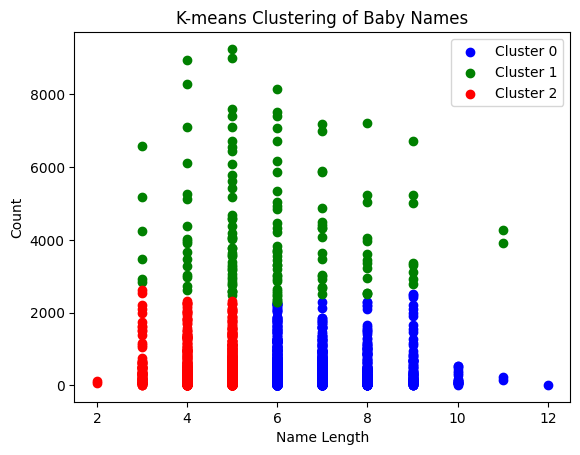 K-means Clustering of Baby Names
Cluster 0
Cluster 1
Cluster 2
8000
6000
4000
2000
0
Count
2
4
6
8
10
12
Name Length